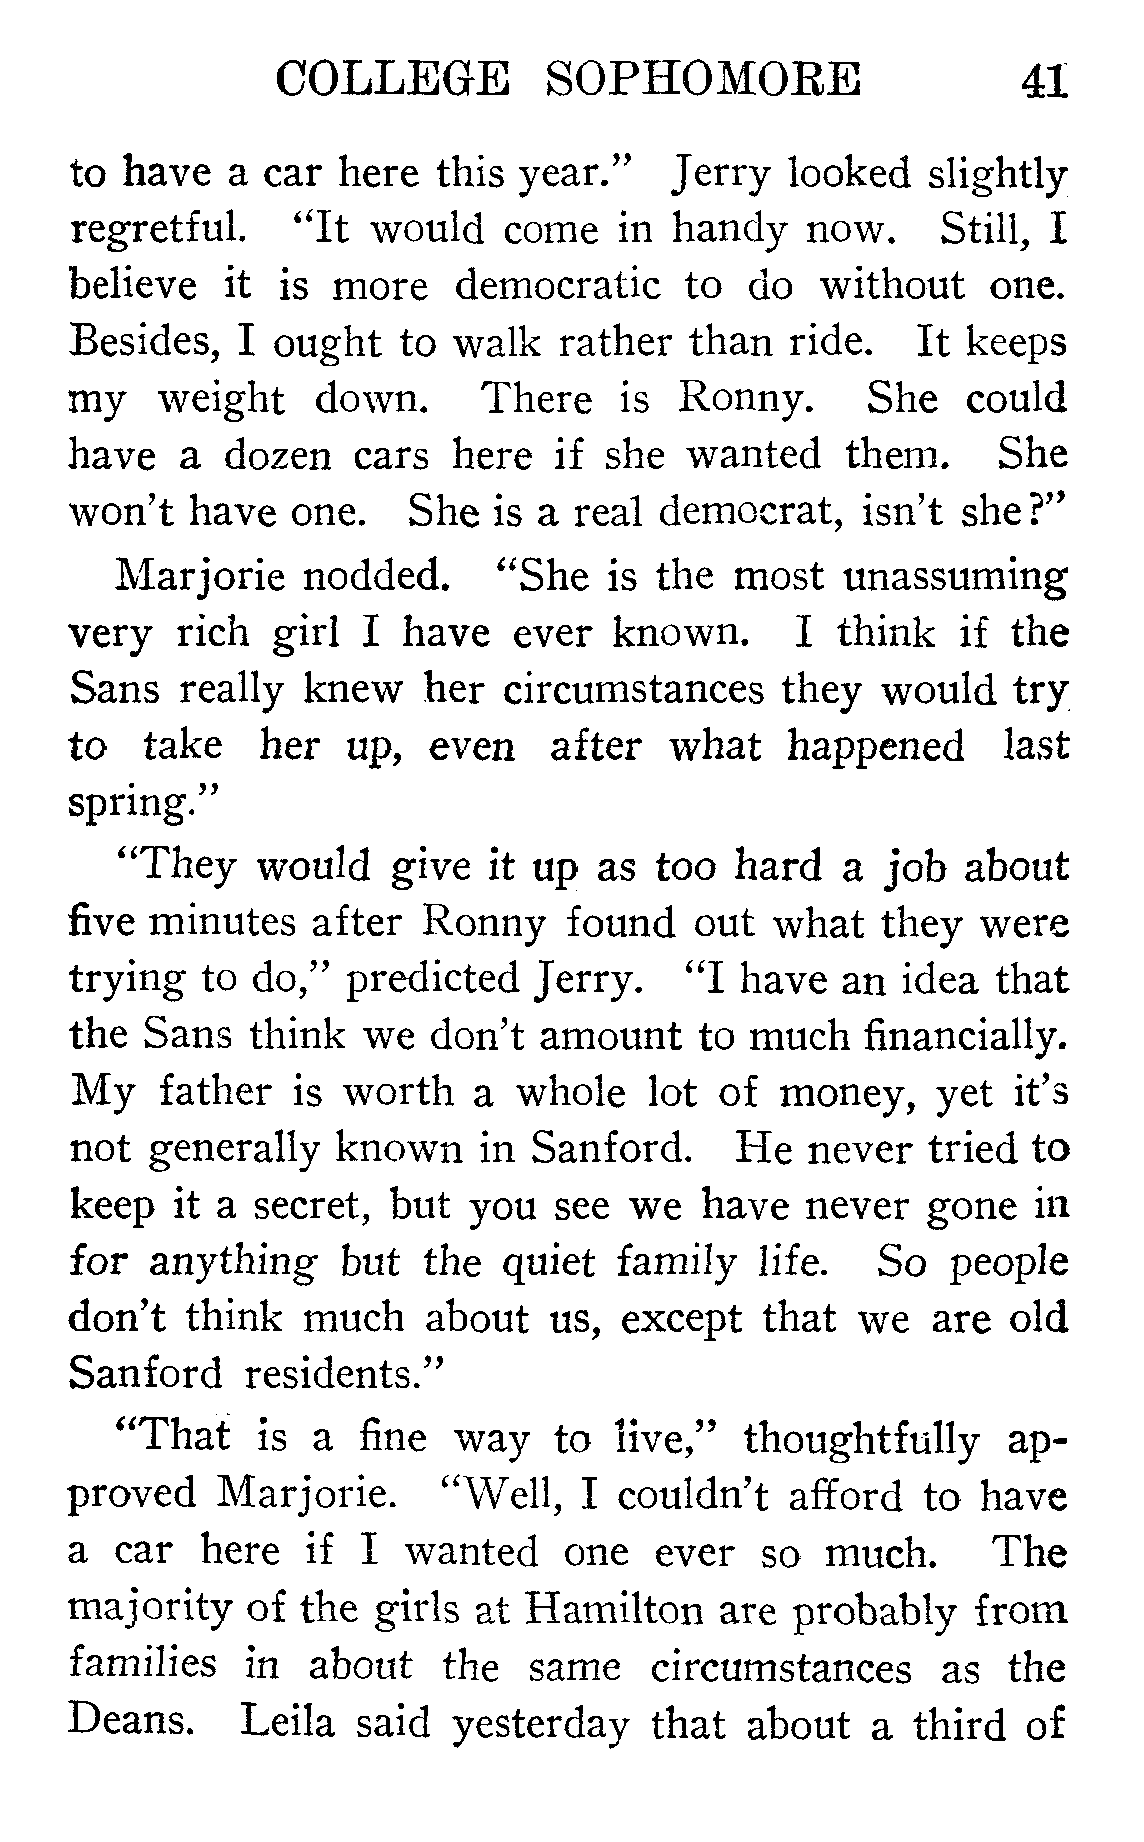 COLLEGE SOPHOMORE 41
to have a car here this year.” Jerry looked slightly
regretful. “It would come in handy now. Still, I
believe it is more democratic to do without one.
Besides, I ought to walk rather than ride. It keeps
my weight down. There is Ronny. She could
have a dozen cars here if she wanted them. She
won’t have one. She is a real democrat, isn’t she?”
Marjorie nodded. “She is the most unassuming
very rich girl I have ever known. I think if the
Sans really knew her circumstances they would try
to take her up, even after what happened last
spring.”
“They would give it up as too hard a job about
five minutes after Ronny found out what they were
trying to do,” predicted Jerry. “I have an idea that
the Sans think we don’t amount to much financially.
My father is worth a whole lot of money, yet it’s
not generally known in Sanford. He never tried to
keep it a secret, but you see we have never gone in
for anything but the quiet family life. So people
don’t think much about us, except that we are old
Sanford residents.”
“That is a fine way to live,” thoughtfully ap-
proved Marjorie. “Well, I couldn’t afford to have
a car here if I wanted one ever so much. The
majority of the girls at Hamilton are probably from
families in about the same circumstances as the
Deans. Leila said yesterday that about a third of